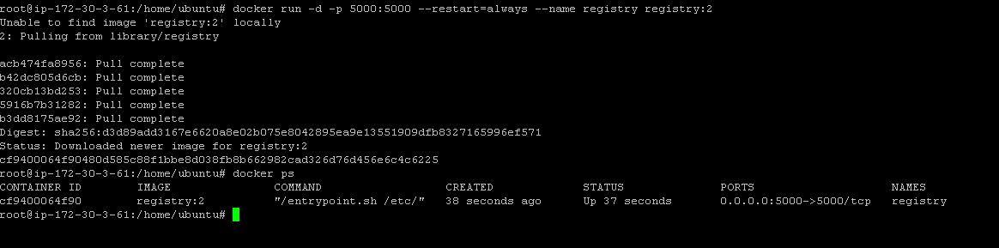 root@ip-172-30-3-61:/home/ubuntu# docker run -d -p 5000:5000 --restart=always --name registry registry:2
Unable to find image 'registry:2' locally
2: Pulling from library/registry
acb474fa8956: Pull complete
b42dc805d6cb: Pull complete
320cb13bd253: Pull complete
5916b7b31282: Pull complete
b3dd8175ae92: Pull complete
Digest: sha256:d3d89add3167e6620a8e02b075e8042895ea9e13551909dfb8327165996ef571
Status: Downloaded newer image for registry:2
cf9400064f90480d585c88f1bbe8d038fb8b662982cad326d76d456e6c4c6225
root@ip-172-30-3-61:/home/ubuntu# docker ps
CONTAINER ID IMAGE COMMAND CREATED STATUS PORTS NAMES
cf9400064f90 registry:2 "/entrypoint.sh /etc/" 38 seconds ago Up 37 seconds 0.0.0.0:5000->5000/tcp registry
root@ip-172-30-3-61:/home/ubuntu#